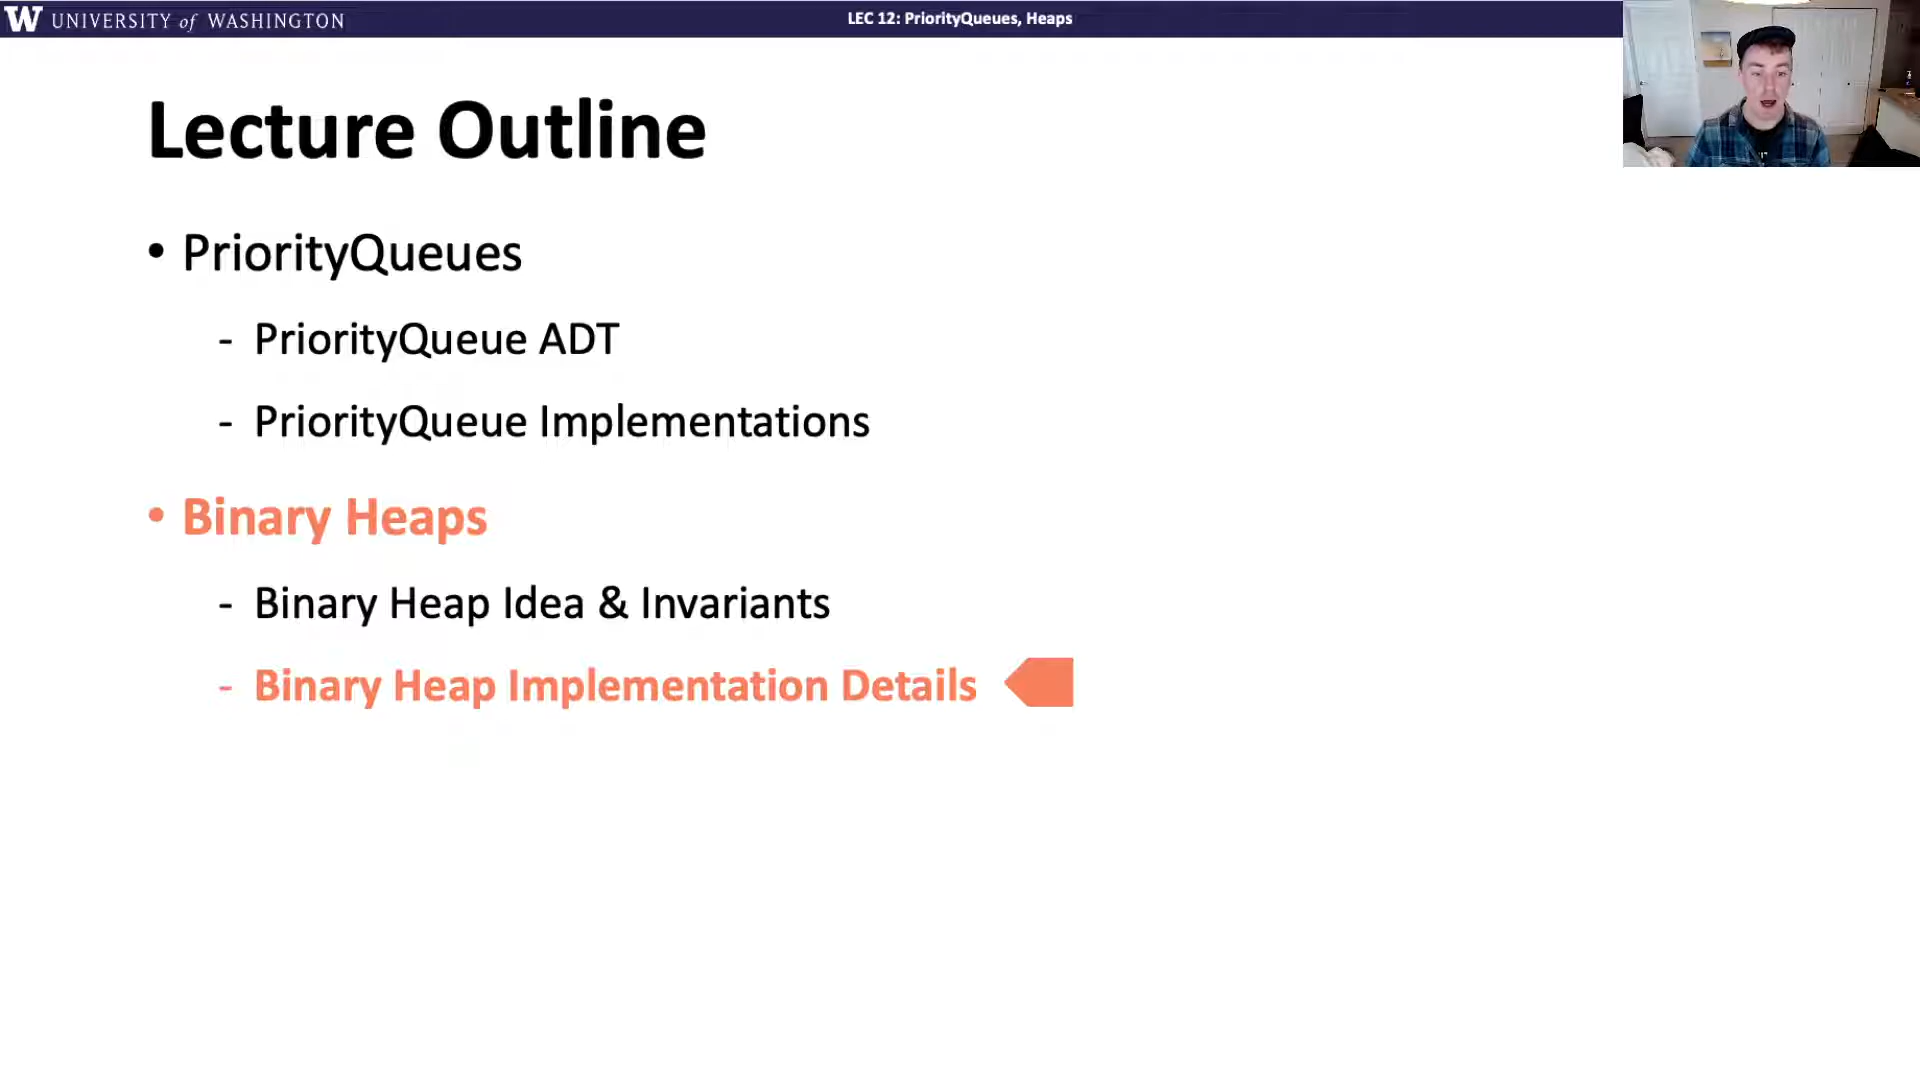 W UNIVERSITY of WASHINGTON
LEC 12: PriorityQueues, Heaps
Lecture Outline
• PriorityQueues
- PriorityQueue ADT
- PriorityQueue Implementations
• Binary Heaps
- Binary Heap Idea & Invariants
- Binary Heap Implementation Details